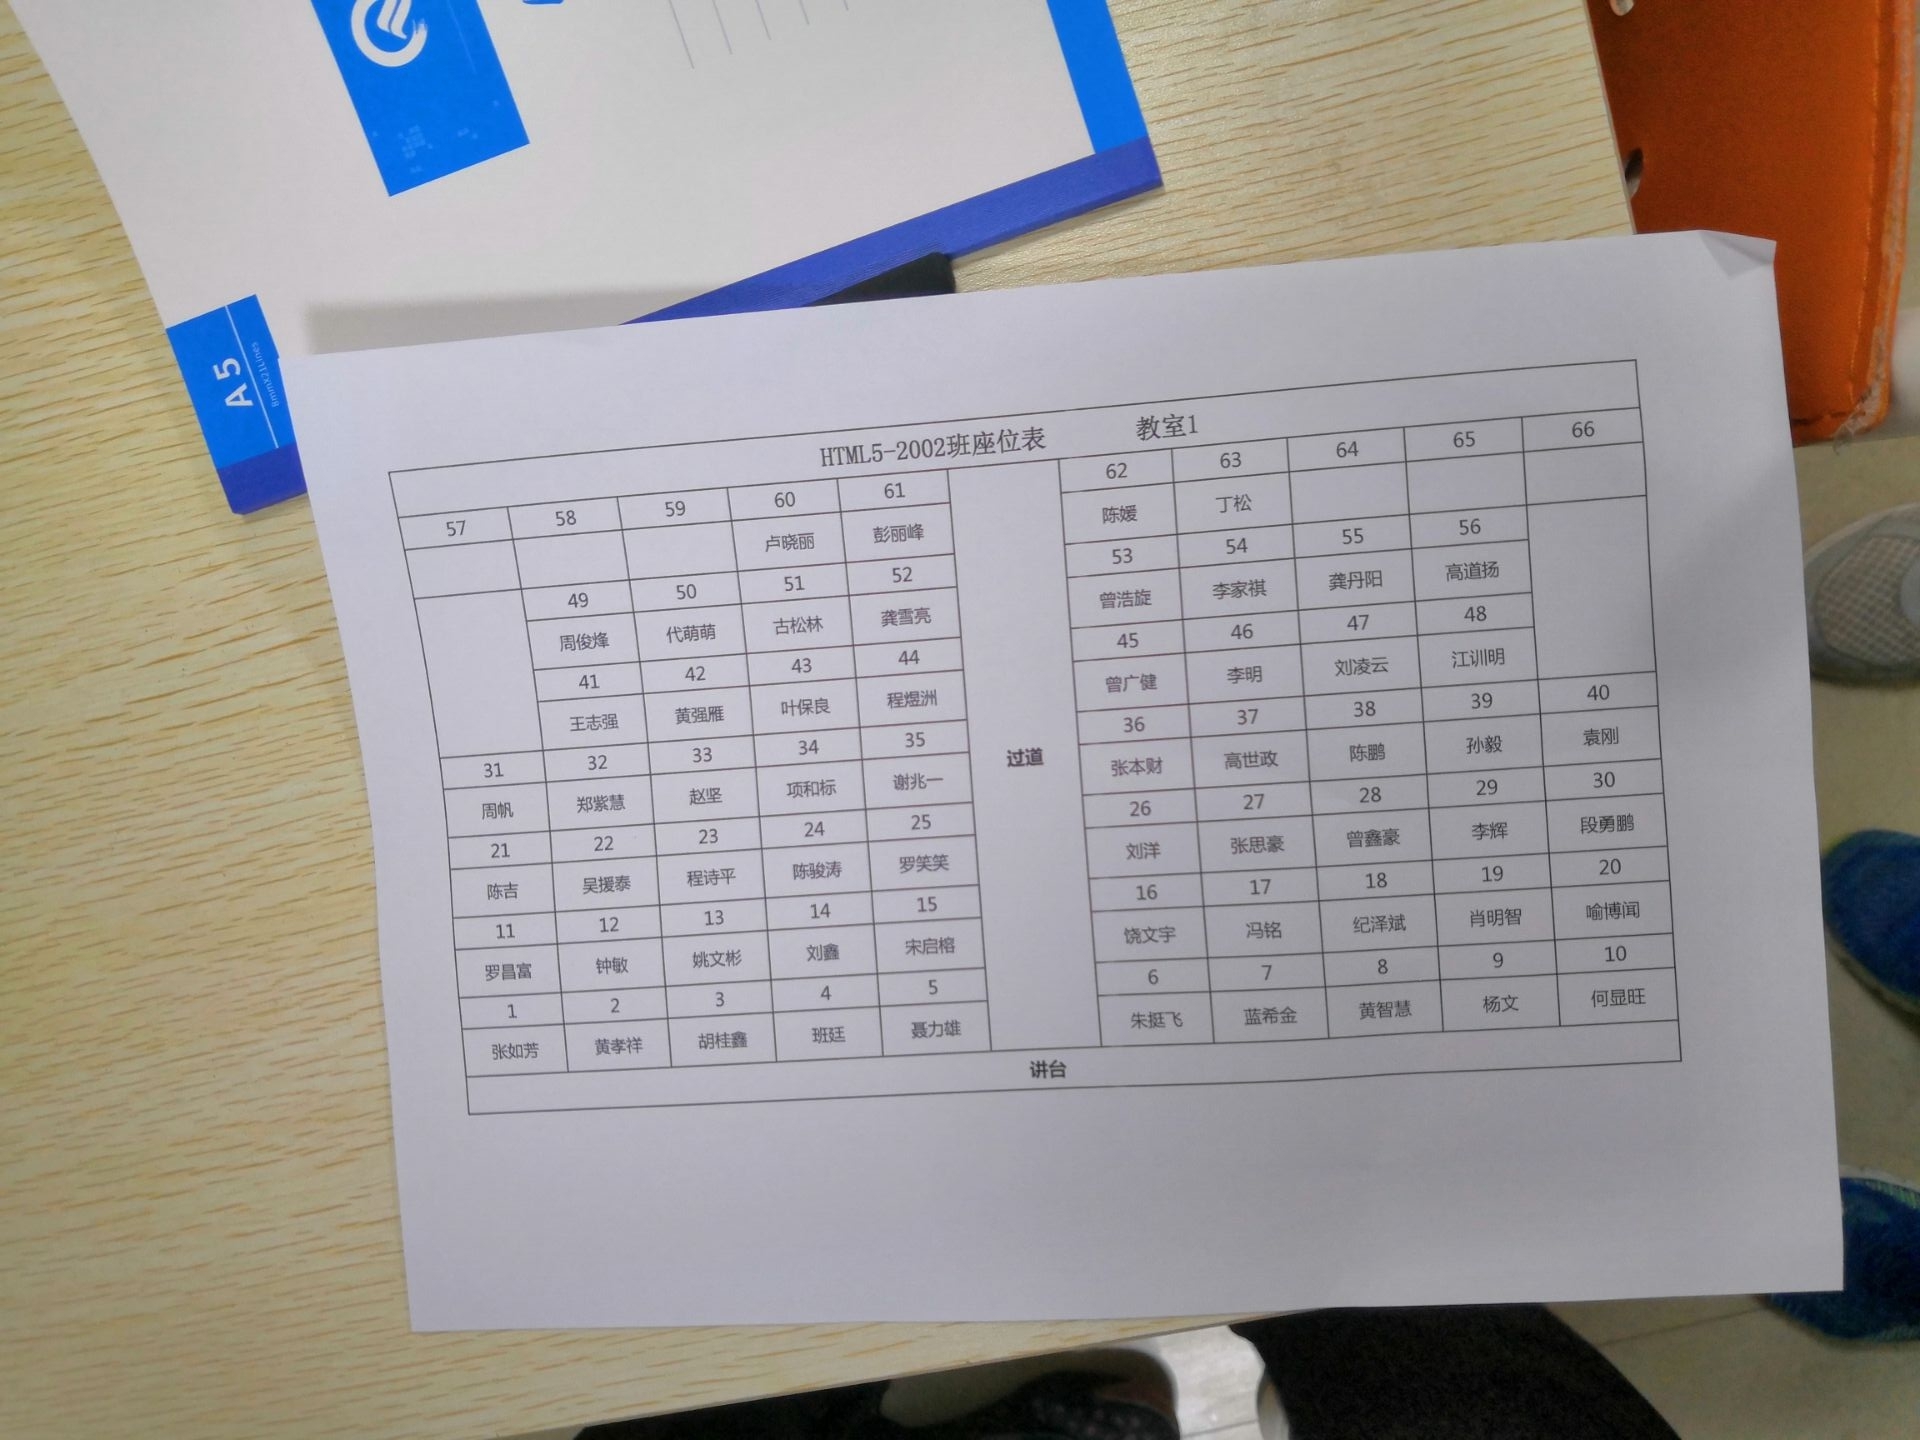 A5
8mmX21Lines
HTML5-2002班座位表 教室1
57 58 59 60 61 62 63 64 65 66
卢晓丽 彭丽峰 陈媛 丁松
49 50 51 52 53 54 55 56
周俊烽 代萌萌 古松林 龚雪亮 曾浩旋 李家祺 龚丹阳 高道扬
41 42 43 44 45 46 47 48
王志强 黄强雁 叶保良 程煜洲 曾广健 李明 刘凌云 江训明
31 32 33 34 35 过道 36 37 38 39 40
周帆 郑紫慧 赵坚 项和标 谢兆一 张本财 高世政 陈鹏 孙毅 袁刚
21 22 23 24 25 26 27 28 29 30
陈吉 吴援泰 程诗平 陈骏涛 罗笑笑 刘洋 张思豪 曾鑫豪 李辉 段勇鹏
11 12 13 14 15 16 17 18 19 20
罗昌富 钟敏 姚文彬 刘鑫 宋启榕 饶文宇 冯铭 纪泽斌 肖明智 喻博闻
1 2 3 4 5 6 7 8 9 10
张如芳 黄孝祥 胡桂鑫 班廷 聂力雄 朱挺飞 蓝希金 黄智慧 杨文 何显旺
讲台